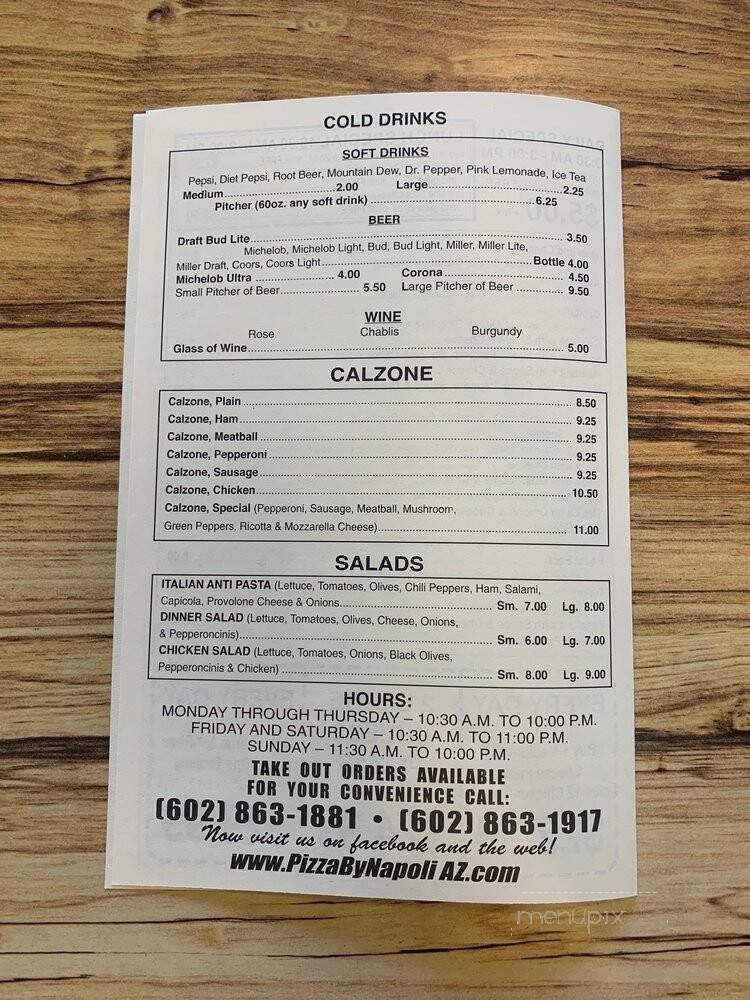 COLD DRINKS
SOFT DRINKS
Pepsi, Diet Pepsi, Root Beer, Mountain Dew, Dr. Pepper, Pink Lemonade, Ice Tea
Medium 2.00 Large 2.25
Pitcher (60oz. any soft drink) 6.25
BEER
Draft Bud Lite 3.50
Michelob, Michelob Light, Bud, Bud Light, Miller, Miller Lite,
Miller Draft, Coors, Coors Light Bottle 4.00
Michelob Ultra 4.00 Corona 4.50
Small Pitcher of Beer 5.50 Large Pitcher of Beer 9.50
WINE
Rose Chablis Burgundy
Glass of Wine 5.00
CALZONE
Calzone, Plain 8.50
Calzone, Ham 9.25
Calzone, Meatball 9.25
Calzone, Pepperoni 9.25
Calzone, Sausage 9.25
Calzone, Chicken 10.50
Calzone, Special (Pepperoni, Sausage, Meatball, Mushroom,
Green Peppers, Ricotta & Mozzarella Cheese) 11.00
SALADS
ITALIAN ANTI PASTA (Lettuce, Tomatoes, Olives, Chili Peppers, Ham, Salami,
Capicola, Provolone Cheese & Onions Sm. 7.00 Lg. 8.00
DINNER SALAD (Lettuce, Tomatoes, Olives, Cheese, Onions,
& Pepperoncinis) Sm. 6.00 Lg. 7.00
CHICKEN SALAD (Lettuce, Tomatoes, Onions, Black Olives,
Pepperoncinis & Chicken) Sm. 8.00 Lg. 9.00
HOURS:
MONDAY THROUGH THURSDAY – 10:30 A.M. TO 10:00 P.M.
FRIDAY AND SATURDAY – 10:30 A.M. TO 11:00 P.M.
SUNDAY – 11:30 A.M. TO 10:00 P.M.
TAKE OUT ORDERS AVAILABLE
FOR YOUR CONVENIENCE CALL:
(602) 863-1881 • (602) 863-1917
Now visit us on facebook and the web!
www.PizzaByNapoliAZ.com
menupix